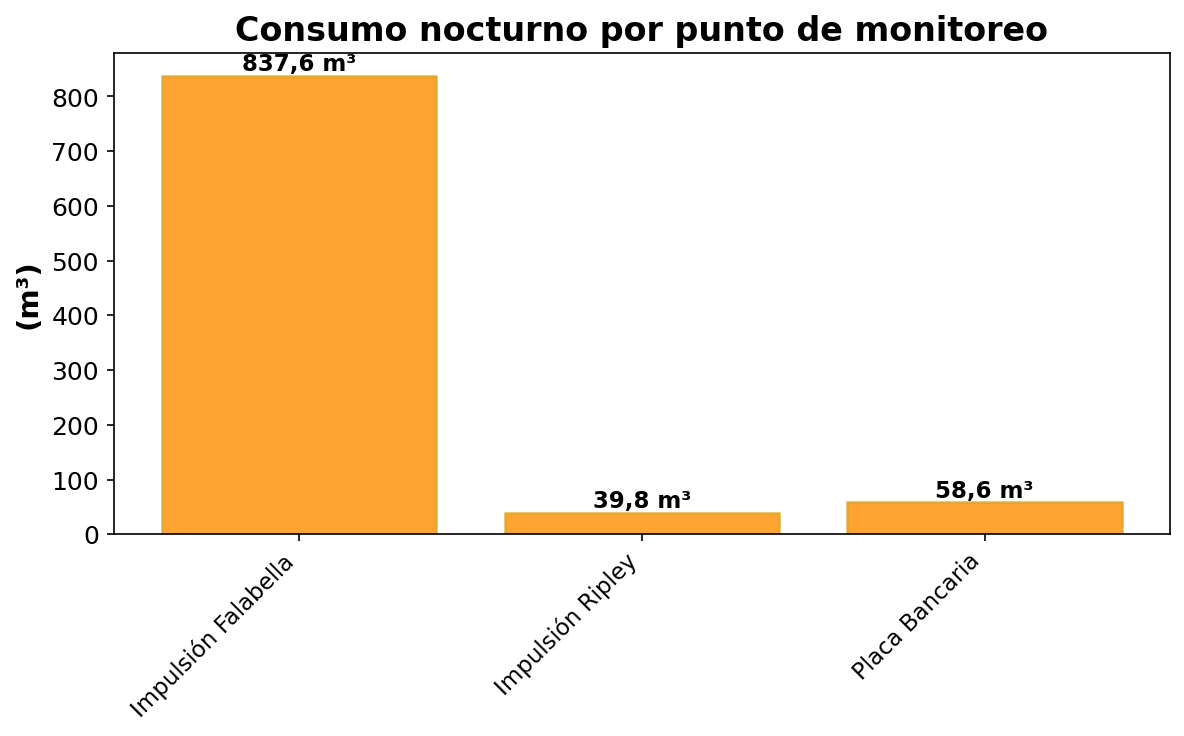 Consumo nocturno por punto de monitoreo
(m³)
800
700
600
500
400
300
200
100
0
837,6 m³
39,8 m³
58,6 m³
Impulsión Falabella
Impulsión Ripley
Placa Bancaria